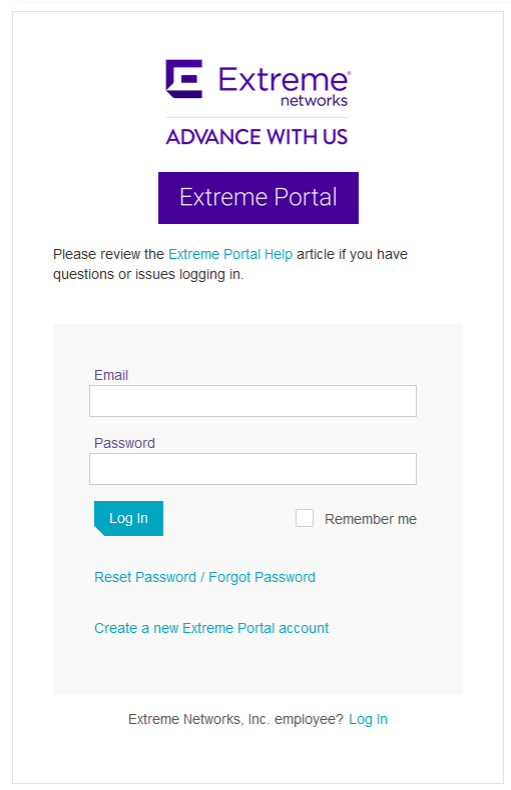 Extreme®
networks
ADVANCE WITH US
Extreme Portal
Please review the Extreme Portal Help article if you have
questions or issues logging in.
Email
Password
Log In
Remember me
Reset Password / Forgot Password
Create a new Extreme Portal account
Extreme Networks, Inc. employee? Log In